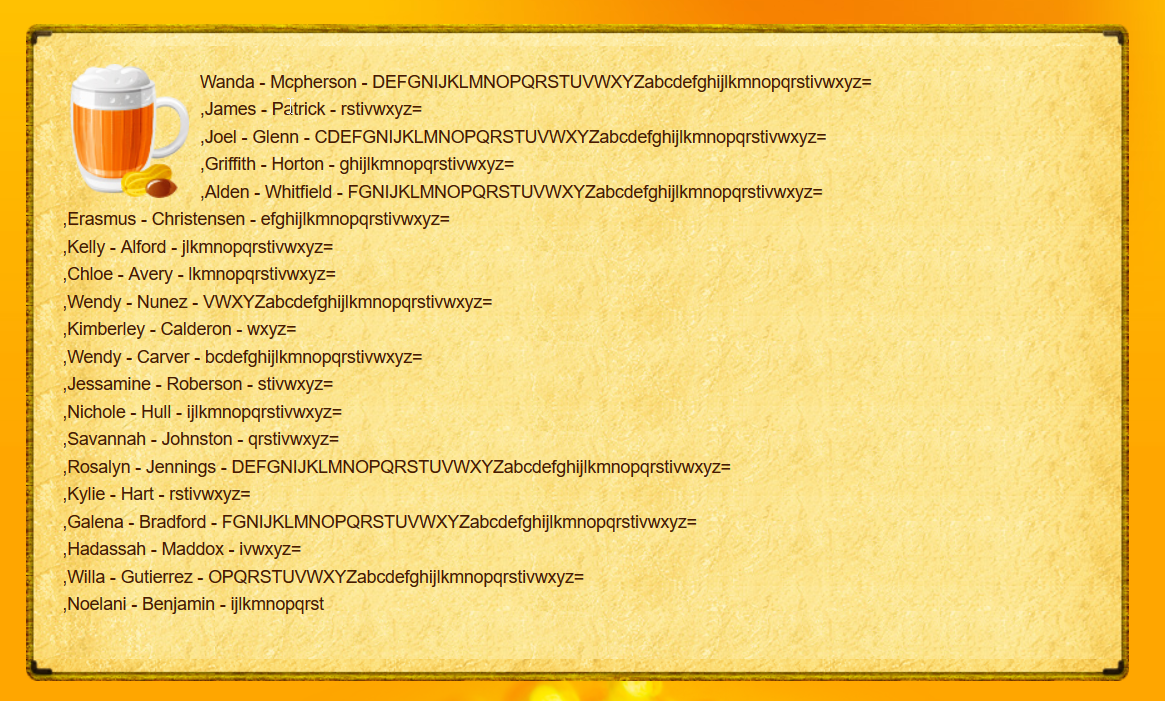 Wanda - Mcpherson - DEFGNIJKLMNOPQRSTUVWXYZabcdefghijlkmnopqrstivwxyz=
,James - Patrick - rstivwxyz=
,Joel - Glenn - CDEFGNIJKLMNOPQRSTUVWXYZabcdefghijlkmnopqrstivwxyz=
,Griffith - Horton - ghijlkmnopqrstivwxyz=
,Alden - Whitfield - FGNIJKLMNOPQRSTUVWXYZabcdefghijlkmnopqrstivwxyz=
,Erasmus - Christensen - efghijlkmnopqrstivwxyz=
,Kelly - Alford - jlkmnopqrstivwxyz=
,Chloe - Avery - lkmnopqrstivwxyz=
,Wendy - Nunez - VWXYZabcdefghijlkmnopqrstivwxyz=
,Kimberley - Calderon - wxyz=
,Wendy - Carver - bcdefghijlkmnopqrstivwxyz=
,Jessamine - Roberson - stivwxyz=
,Nichole - Hull - ijlkmnopqrstivwxyz=
,Savannah - Johnston - qrstivwxyz=
,Rosalyn - Jennings - DEFGNIJKLMNOPQRSTUVWXYZabcdefghijlkmnopqrstivwxyz=
,Kylie - Hart - rstivwxyz=
,Galena - Bradford - FGNIJKLMNOPQRSTUVWXYZabcdefghijlkmnopqrstivwxyz=
,Hadassah - Maddox - ivwxyz=
,Willa - Gutierrez - OPQRSTUVWXYZabcdefghijlkmnopqrstivwxyz=
,Noelani - Benjamin - ijlkmnopqrst